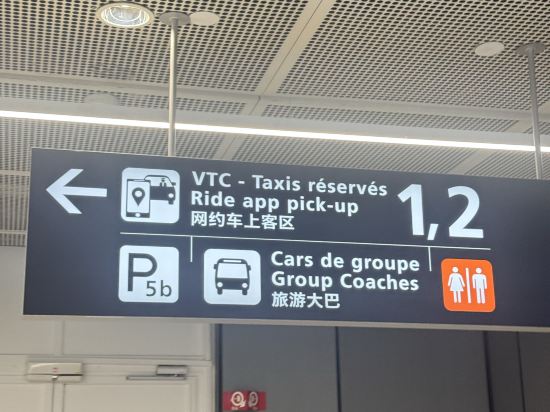 VTC - Taxis réservés
Ride app pick-up
网约车上客区
1,2
P
5b
Cars de groupe
Group Coaches
旅游大巴